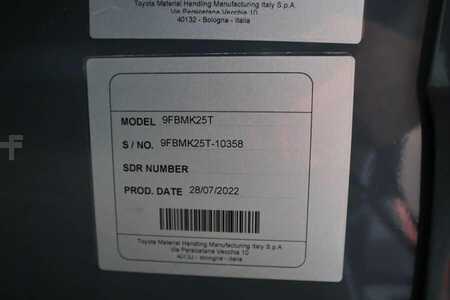 Toyota Material Handling Manufacturing Italy S.p.A.
Via Persicetana Vecchia 10
40132 - Bologna - Italia
MODEL 9FBMK25T
S / NO. 9FBMK25T-10358
SDR NUMBER
PROD. DATE 28/07/2022
Toyota Material Handling Manufacturing Italy S.p.A.
Via Persicetana Vecchia 10
40132 - Bologna - Italia